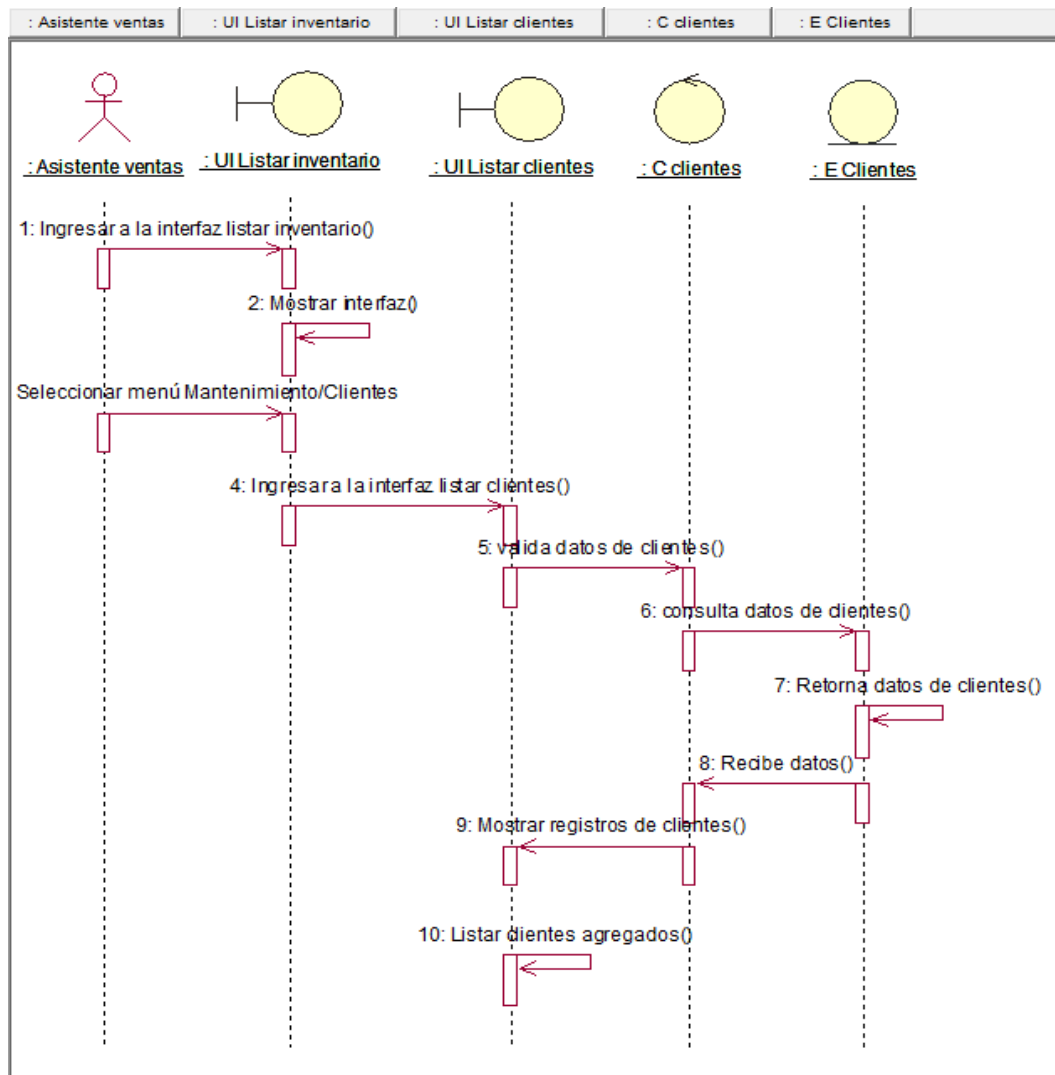 : Asistente ventas : UI Listar inventario : UI Listar clientes : C clientes : E Clientes
: Asistente ventas : UI Listar inventario : UI Listar clientes : C clientes : E Clientes
1: Ingresar a la interfaz listar inventario()
2: Mostrar interfaz()
Seleccionar menú Mantenimiento/Clientes
4: Ingresar a la interfaz listar clientes()
5: valida datos de clientes()
6: consulta datos de clientes()
7: Retorna datos de clientes()
8: Recibe datos()
9: Mostrar registros de clientes()
10: Listar clientes agregados()